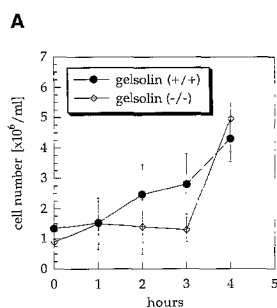 A
7
gelsolin (+/+)
gelsolin (-/-)
6
5
4
3
2
1
0
cell number [x10⁶/ml]
0 1 2 3 4 5
hours